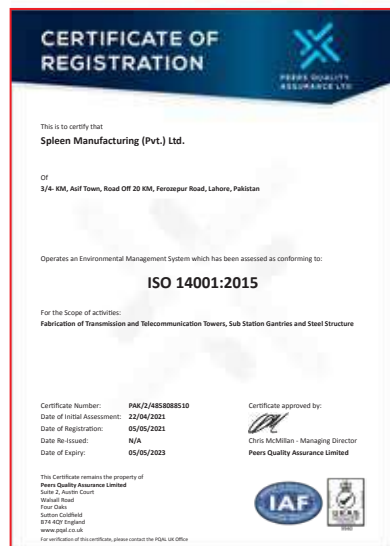 CERTIFICATE OF
REGISTRATION
PEERS QUALITY
ASSURANCE LTD
This is to certify that
Spleen Manufacturing (Pvt.) Ltd.
Of
3/4- KM, Asif Town, Road Off 20 KM, Ferozepur Road, Lahore, Pakistan
Operates an Environmental Management System which has been assessed as conforming to:
ISO 14001:2015
For the Scope of activities:
Fabrication of Transmission and Telecommunication Towers, Sub Station Gantries and Steel Structure
Certificate Number: PAK/2/4858088510
Date of Initial Assessment: 22/04/2021
Date of Registration: 05/05/2021
Date Re-Issued: N/A
Date of Expiry: 05/05/2023
Certificate approved by:
Chris McMillan - Managing Director
Peers Quality Assurance Limited
This Certificate remains the property of
Peers Quality Assurance Limited
Suite 2, Austin Court
Walsall Road
Four Oaks
Sutton Coldfield
B74 4QY England
www.pqal.co.uk
For verification of this certificate, please contact the PQAL UK Office
IAF